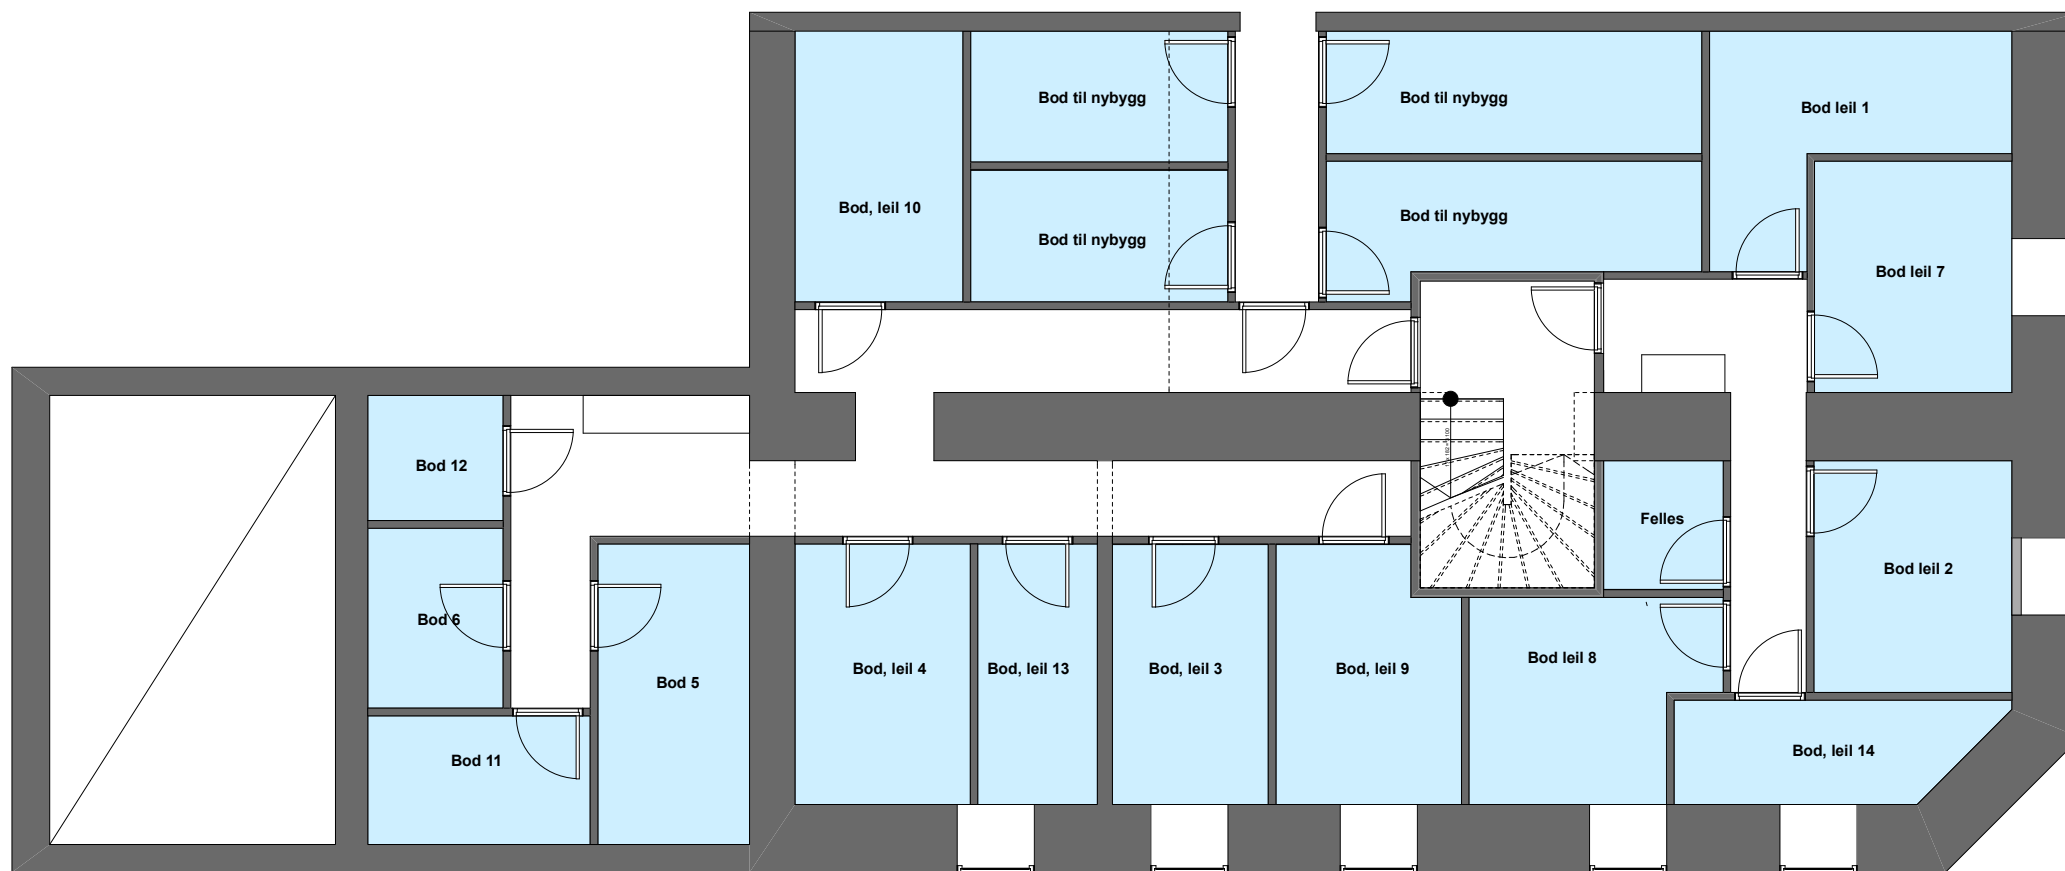 Bod til nybygg
Bod til nybygg
Bod leil 1
Bod, leil 10
Bod til nybygg
Bod til nybygg
Bod leil 7
Bod 12
Felles
Bod leil 2
Bod 6
Bod 5
Bod, leil 4
Bod, leil 13
Bod, leil 3
Bod, leil 9
Bod leil 8
Bod 11
Bod, leil 14